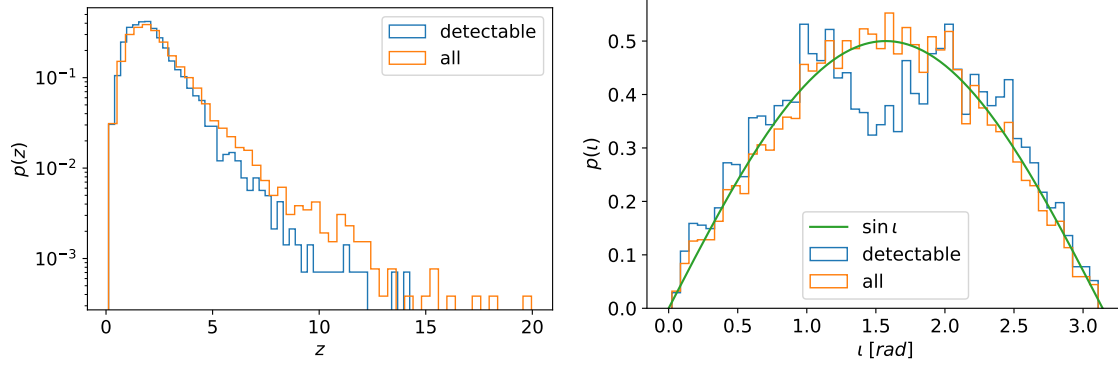 detectable
all
10⁻¹
10⁻²
10⁻³
p(z)
0 5 10 15 20
z
0.5
0.4
0.3
0.2
0.1
0.0
p(ι)
sin ι
detectable
all
0.0 0.5 1.0 1.5 2.0 2.5 3.0
ι [rad]